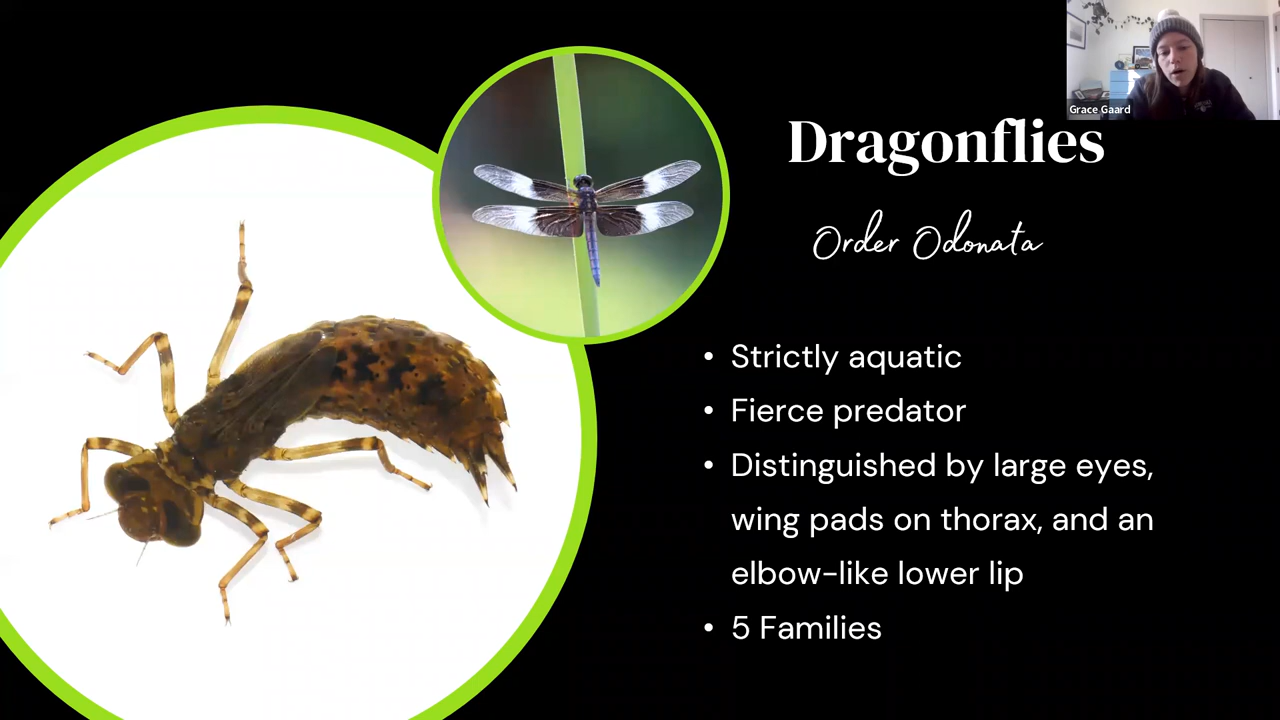 Grace Gaard
Dragonflies
Order Odonata
• Strictly aquatic
• Fierce predator
• Distinguished by large eyes,
wing pads on thorax, and an
elbow-like lower lip
• 5 Families